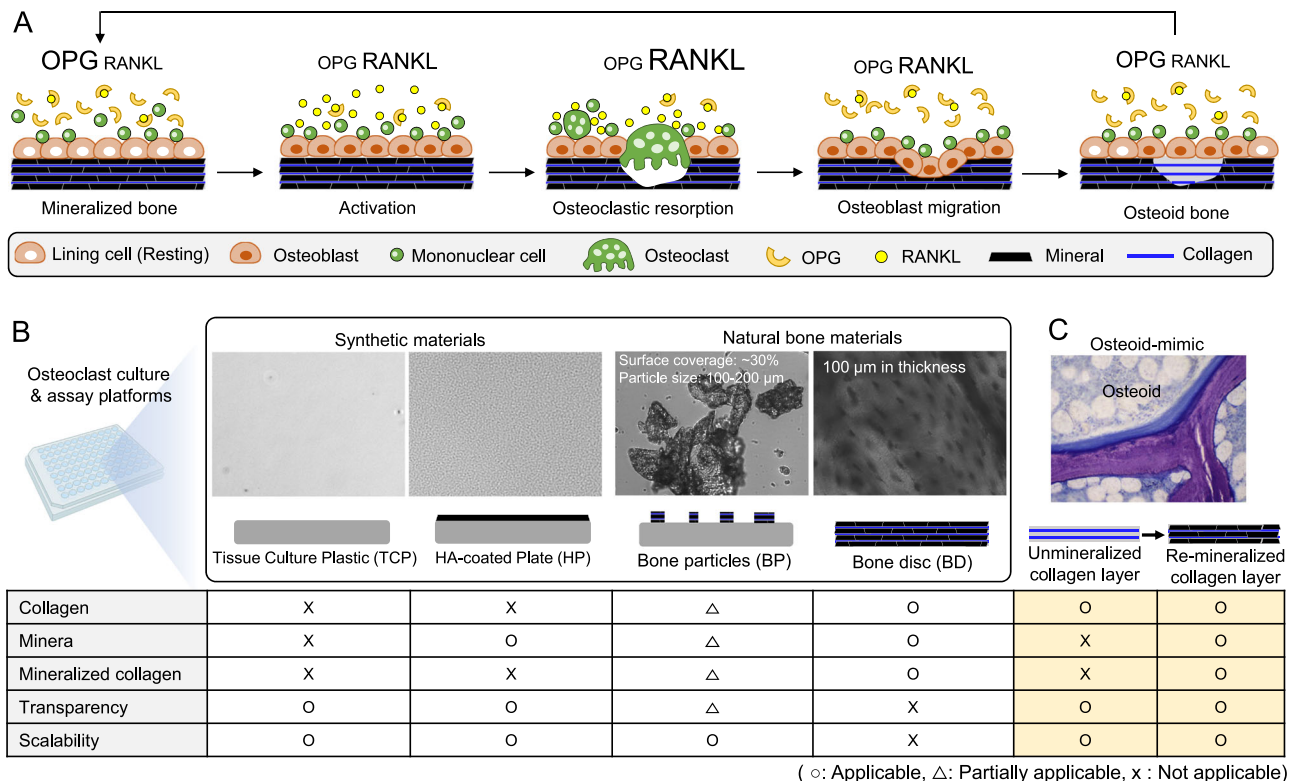 A
OPG RANKL
OPG RANKL
OPG RANKL
OPG RANKL
OPG RANKL
Mineralized bone
Activation
Osteoclastic resorption
Osteoblast migration
Osteoid bone
Lining cell (Resting)
Osteoblast
Mononuclear cell
Osteoclast
OPG
RANKL
Mineral
Collagen
B
Osteoclast culture
& assay platforms
Synthetic materials
Natural bone materials
Surface coverage: ~30%
Particle size: 100-200 µm
100 µm in thickness
Tissue Culture Plastic (TCP)
HA-coated Plate (HP)
Bone particles (BP)
Bone disc (BD)
C
Osteoid-mimic
Osteoid
Unmineralized
collagen layer
Re-mineralized
collagen layer
Collagen X X △ O O O
Minera X O △ O X O
Mineralized collagen X X △ O X O
Transparency O O △ X O O
Scalability O O O X O O
( ○: Applicable, △: Partially applicable, x : Not applicable)